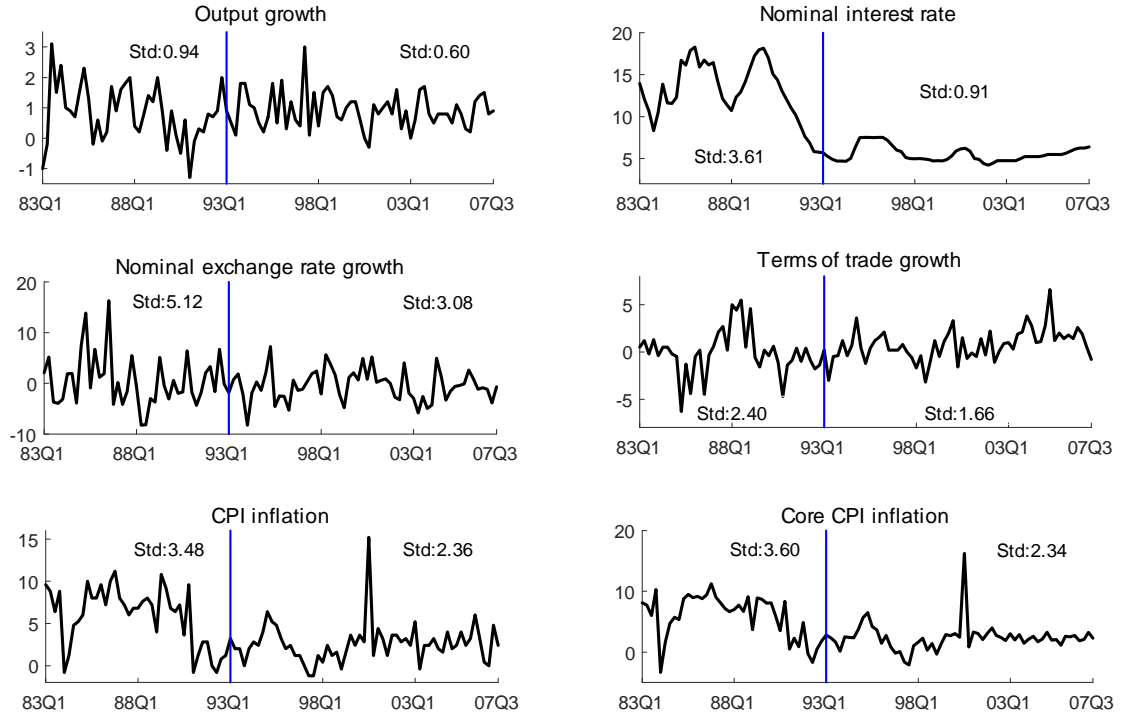 Output growth
3
2
1
0
-1
Std:0.94
Std:0.60
83Q1 88Q1 93Q1 98Q1 03Q1 07Q3
Nominal interest rate
20
15
10
5
Std:0.91
Std:3.61
83Q1 88Q1 93Q1 98Q1 03Q1 07Q3
Nominal exchange rate growth
20
10
0
-10
Std:5.12
Std:3.08
83Q1 88Q1 93Q1 98Q1 03Q1 07Q3
Terms of trade growth
5
0
-5
Std:2.40
Std:1.66
83Q1 88Q1 93Q1 98Q1 03Q1 07Q3
CPI inflation
15
10
5
0
Std:3.48
Std:2.36
83Q1 88Q1 93Q1 98Q1 03Q1 07Q3
Core CPI inflation
20
10
0
Std:3.60
Std:2.34
83Q1 88Q1 93Q1 98Q1 03Q1 07Q3